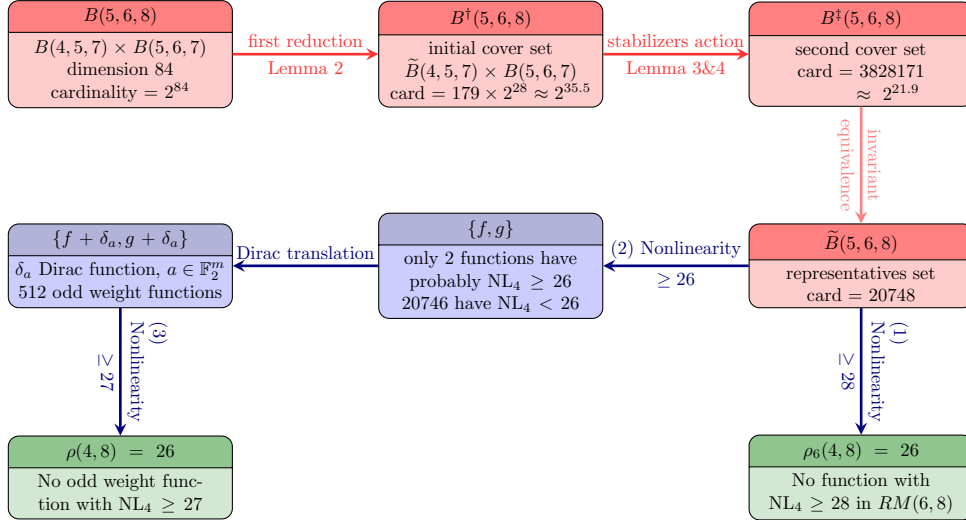 B(5, 6, 8)
B(4, 5, 7) × B(5, 6, 7)
dimension 84
cardinality = 2^84
first reduction
Lemma 2
B†(5, 6, 8)
initial cover set
B̃(4, 5, 7) × B(5, 6, 7)
card = 179 × 2^28 ≈ 2^35.5
stabilizers action
Lemma 3&4
B‡(5, 6, 8)
second cover set
card = 3828171
≈ 2^21.9
invariant
equivalence
{f + δ_a, g + δ_a}
δ_a Dirac function, a ∈ 𝔽_2^m
512 odd weight functions
Dirac translation
{f, g}
only 2 functions have
probably NL_4 ≥ 26
20746 have NL_4 < 26
(2) Nonlinearity
≥ 26
B̃(5, 6, 8)
representatives set
card = 20748
(3)
Nonlinearity
≥ 27
(1)
Nonlinearity
≥ 28
ρ(4, 8) = 26
No odd weight func-
tion with NL_4 ≥ 27
ρ_6(4, 8) = 26
No function with
NL_4 ≥ 28 in RM(6, 8)